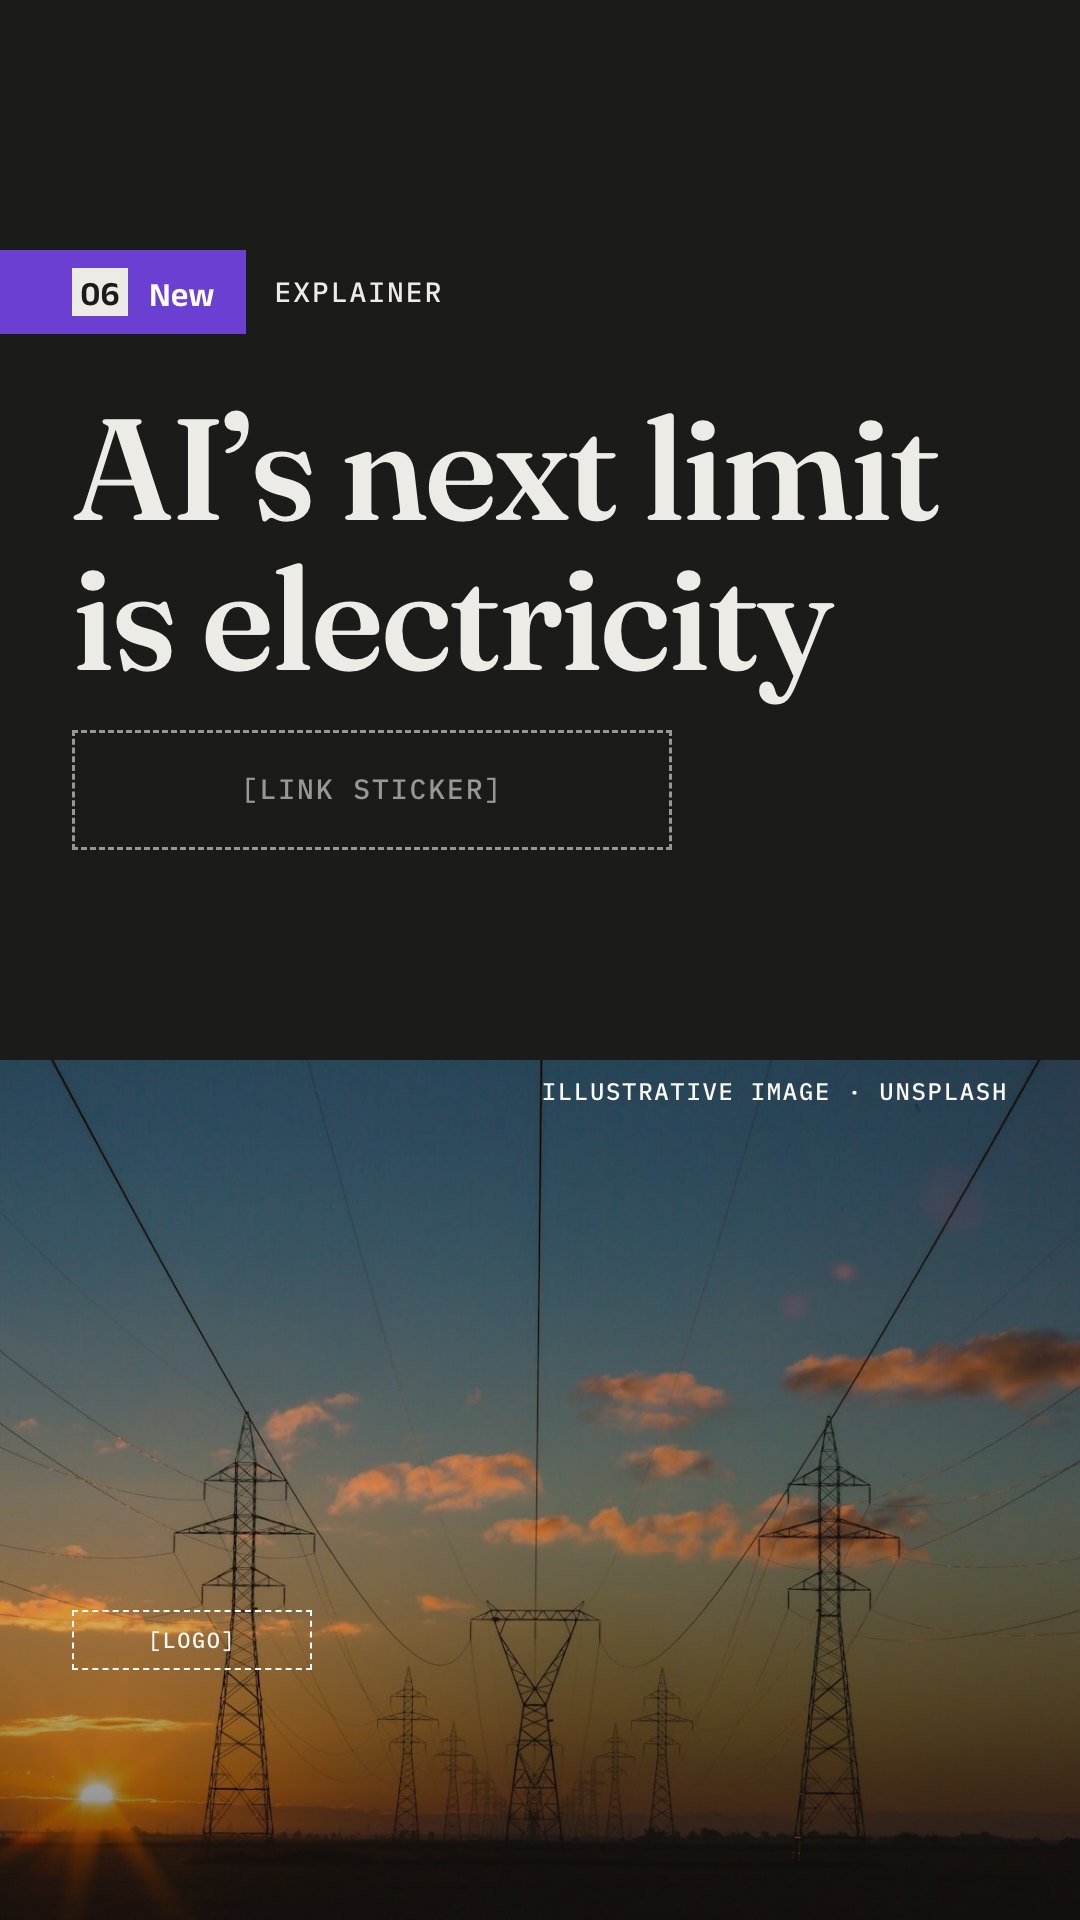 06 New EXPLAINER
AI’s next limit
is electricity
[LINK STICKER]
ILLUSTRATIVE IMAGE · UNSPLASH
[LOGO]